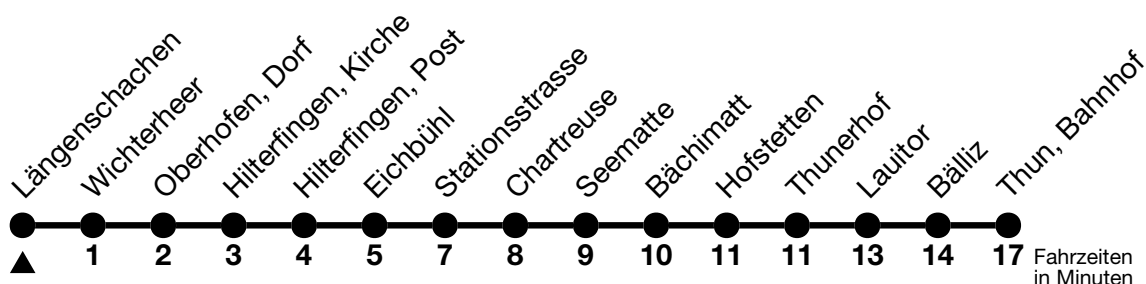 Längenschachen
Wichterheer
Oberhofen, Dorf
Hilterfingen, Kirche
Hilterfingen, Post
Eichbühl
Stationsstrasse
Chartreuse
Seematte
Bächimatt
Hofstetten
Thunerhof
Lauitor
Bälliz
Thun, Bahnhof
1 2 3 4 5 7 8 9 10 11 11 13 14 17 Fahrzeiten
in Minuten